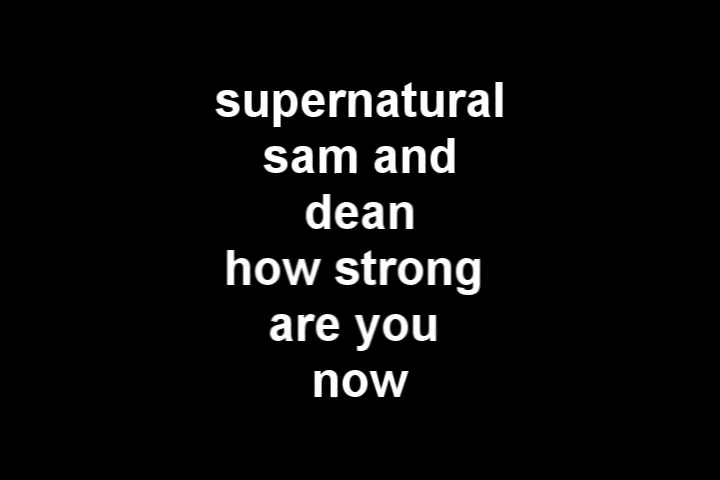 supernatural
sam and
dean
how strong
are you
now